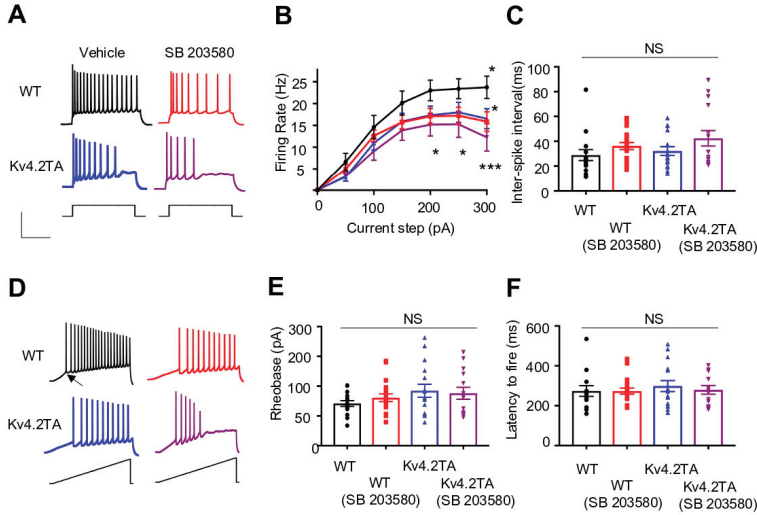 A
Vehicle
SB 203580
WT
Kv4.2TA
B
Firing Rate (Hz)
25
20
15
10
5
0
0
100
200
300
Current step (pA)
*
*
*
*
***
C
NS
Inter-spike interval(ms)
100
80
60
40
20
0
WT
WT
(SB 203580)
Kv4.2TA
Kv4.2TA
(SB 203580)
D
WT
Kv4.2TA
E
NS
Rheobase (pA)
300
200
100
50
0
WT
WT
(SB 203580)
Kv4.2TA
Kv4.2TA
(SB 203580)
F
NS
Latency to fire (ms)
600
400
200
0
WT
WT
(SB 203580)
Kv4.2TA
Kv4.2TA
(SB 203580)